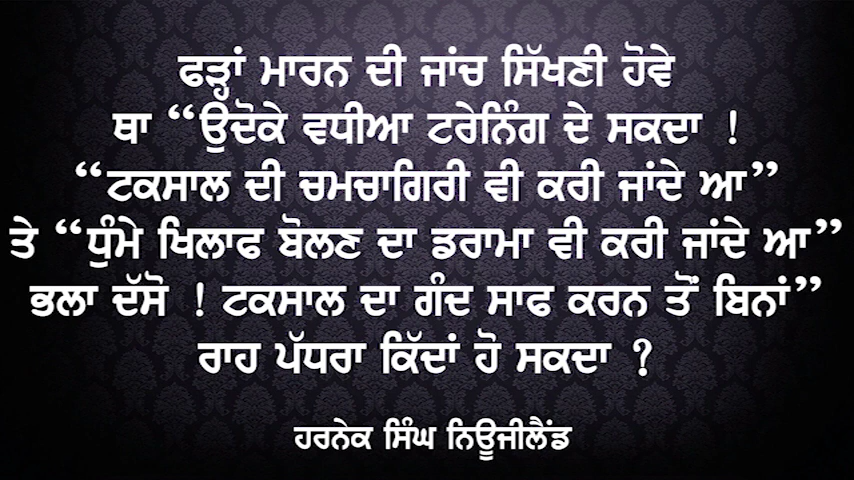 ਫੜ੍ਹਾਂ ਮਾਰਨ ਦੀ ਜਾਂਚ ਸਿੱਖਣੀ ਹੋਵੇ
ਥਾ “ਉਦੋਕੇ ਵਧੀਆ ਟਰੇਨਿੰਗ ਦੇ ਸਕਦਾ !
“ਟਕਸਾਲ ਦੀ ਚਮਚਾਗਿਰੀ ਵੀ ਕਰੀ ਜਾਂਦੇ ਆ”
ਤੇ “ਧੁੰਮੇ ਖਿਲਾਫ ਬੋਲਣ ਦਾ ਡਰਾਮਾ ਵੀ ਕਰੀ ਜਾਂਦੇ ਆ”
ਭਲਾ ਦੱਸੋ ! ਟਕਸਾਲ ਦਾ ਗੰਦ ਸਾਫ ਕਰਨ ਤੋਂ ਬਿਨਾਂ”
ਰਾਹ ਪੱਧਰਾ ਕਿੱਦਾਂ ਹੋ ਸਕਦਾ ?
ਹਰਨੇਕ ਸਿੰਘ ਨਿਊਜੀਲੈਂਡ